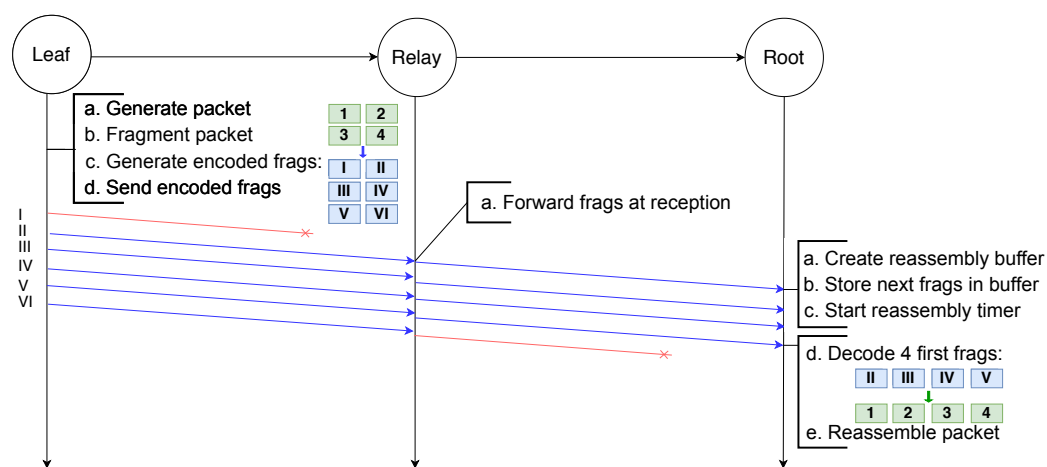 Leaf
Relay
Root
a. Generate packet
b. Fragment packet
c. Generate encoded frags:
d. Send encoded frags
1 2
3 4
I II
III IV
V VI
a. Forward frags at reception
I
II
III
IV
V
VI
a. Create reassembly buffer
b. Store next frags in buffer
c. Start reassembly timer
d. Decode 4 first frags:
II III IV V
1 2 3 4
e. Reassemble packet